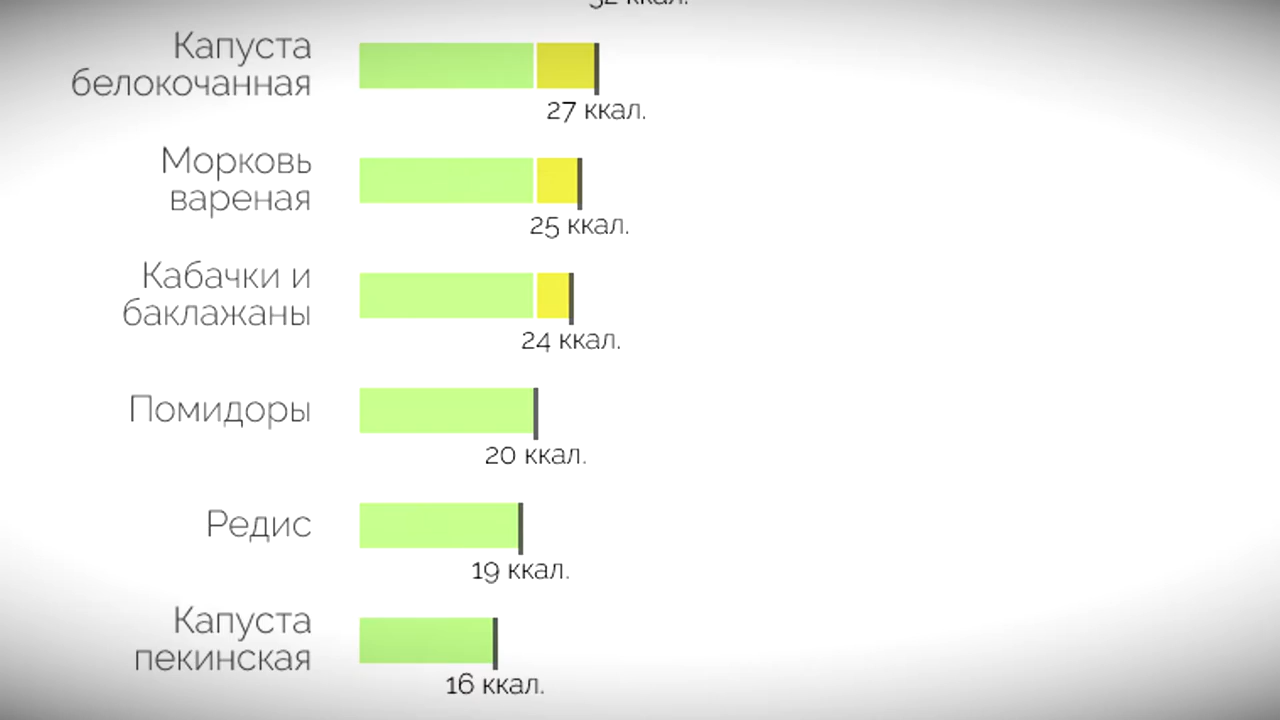 Капуста
белокочанная
27 ккал.
Морковь
вареная
25 ккал.
Кабачки и
баклажаны
24 ккал.
Помидоры
20 ккал.
Редис
19 ккал.
Капуста
пекинская
16 ккал.